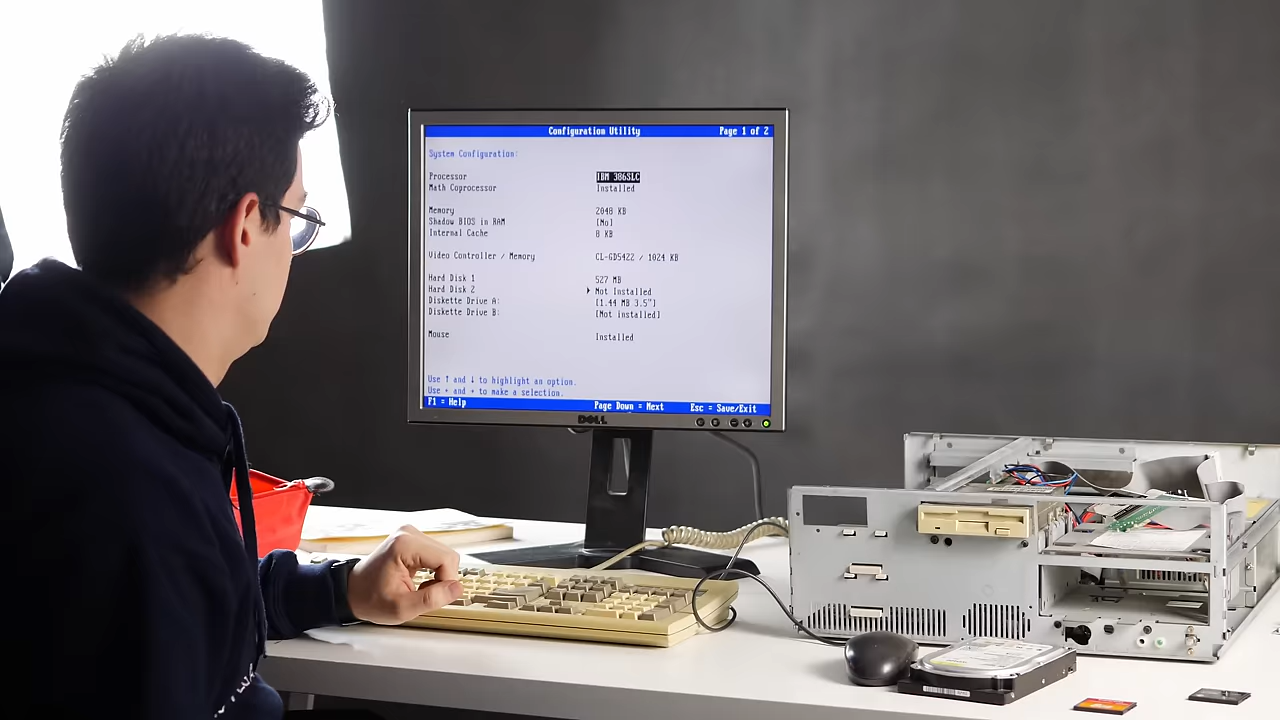 Configuration Utility Page 1 of 2
System Configuration:
Processor IBM 386SLC
Math Coprocessor Installed
Memory 2048 KB
Shadow BIOS in RAM [No]
Internal Cache 8 KB
Video Controller / Memory CL-GD5422 / 1024 KB
Hard Disk 1 527 MB
Hard Disk 2 Not Installed
Diskette Drive A: [1.44 MB 3.5"]
Diskette Drive B: [Not installed]
Mouse Installed
Use ↑ and ↓ to highlight an option.
Use ← and → to make a selection.
F1 = Help Page Down = Next Esc = Save/Exit
DELL